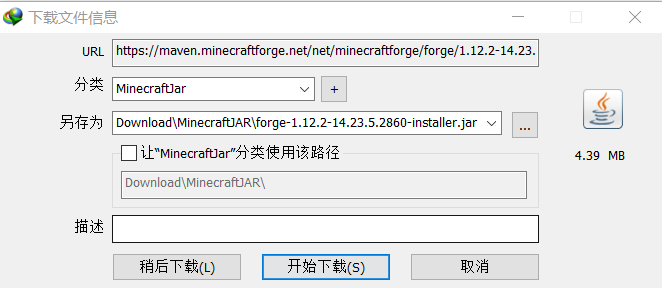 下载文件信息
URL https://maven.minecraftforge.net/net/minecraftforge/forge/1.12.2-14.23.
分类 MinecraftJar +
另存为 Download\MinecraftJAR\forge-1.12.2-14.23.5.2860-installer.jar ...
4.39 MB
让“MinecraftJar”分类使用该路径
Download\MinecraftJAR\
描述
稍后下载(L) 开始下载(S) 取消